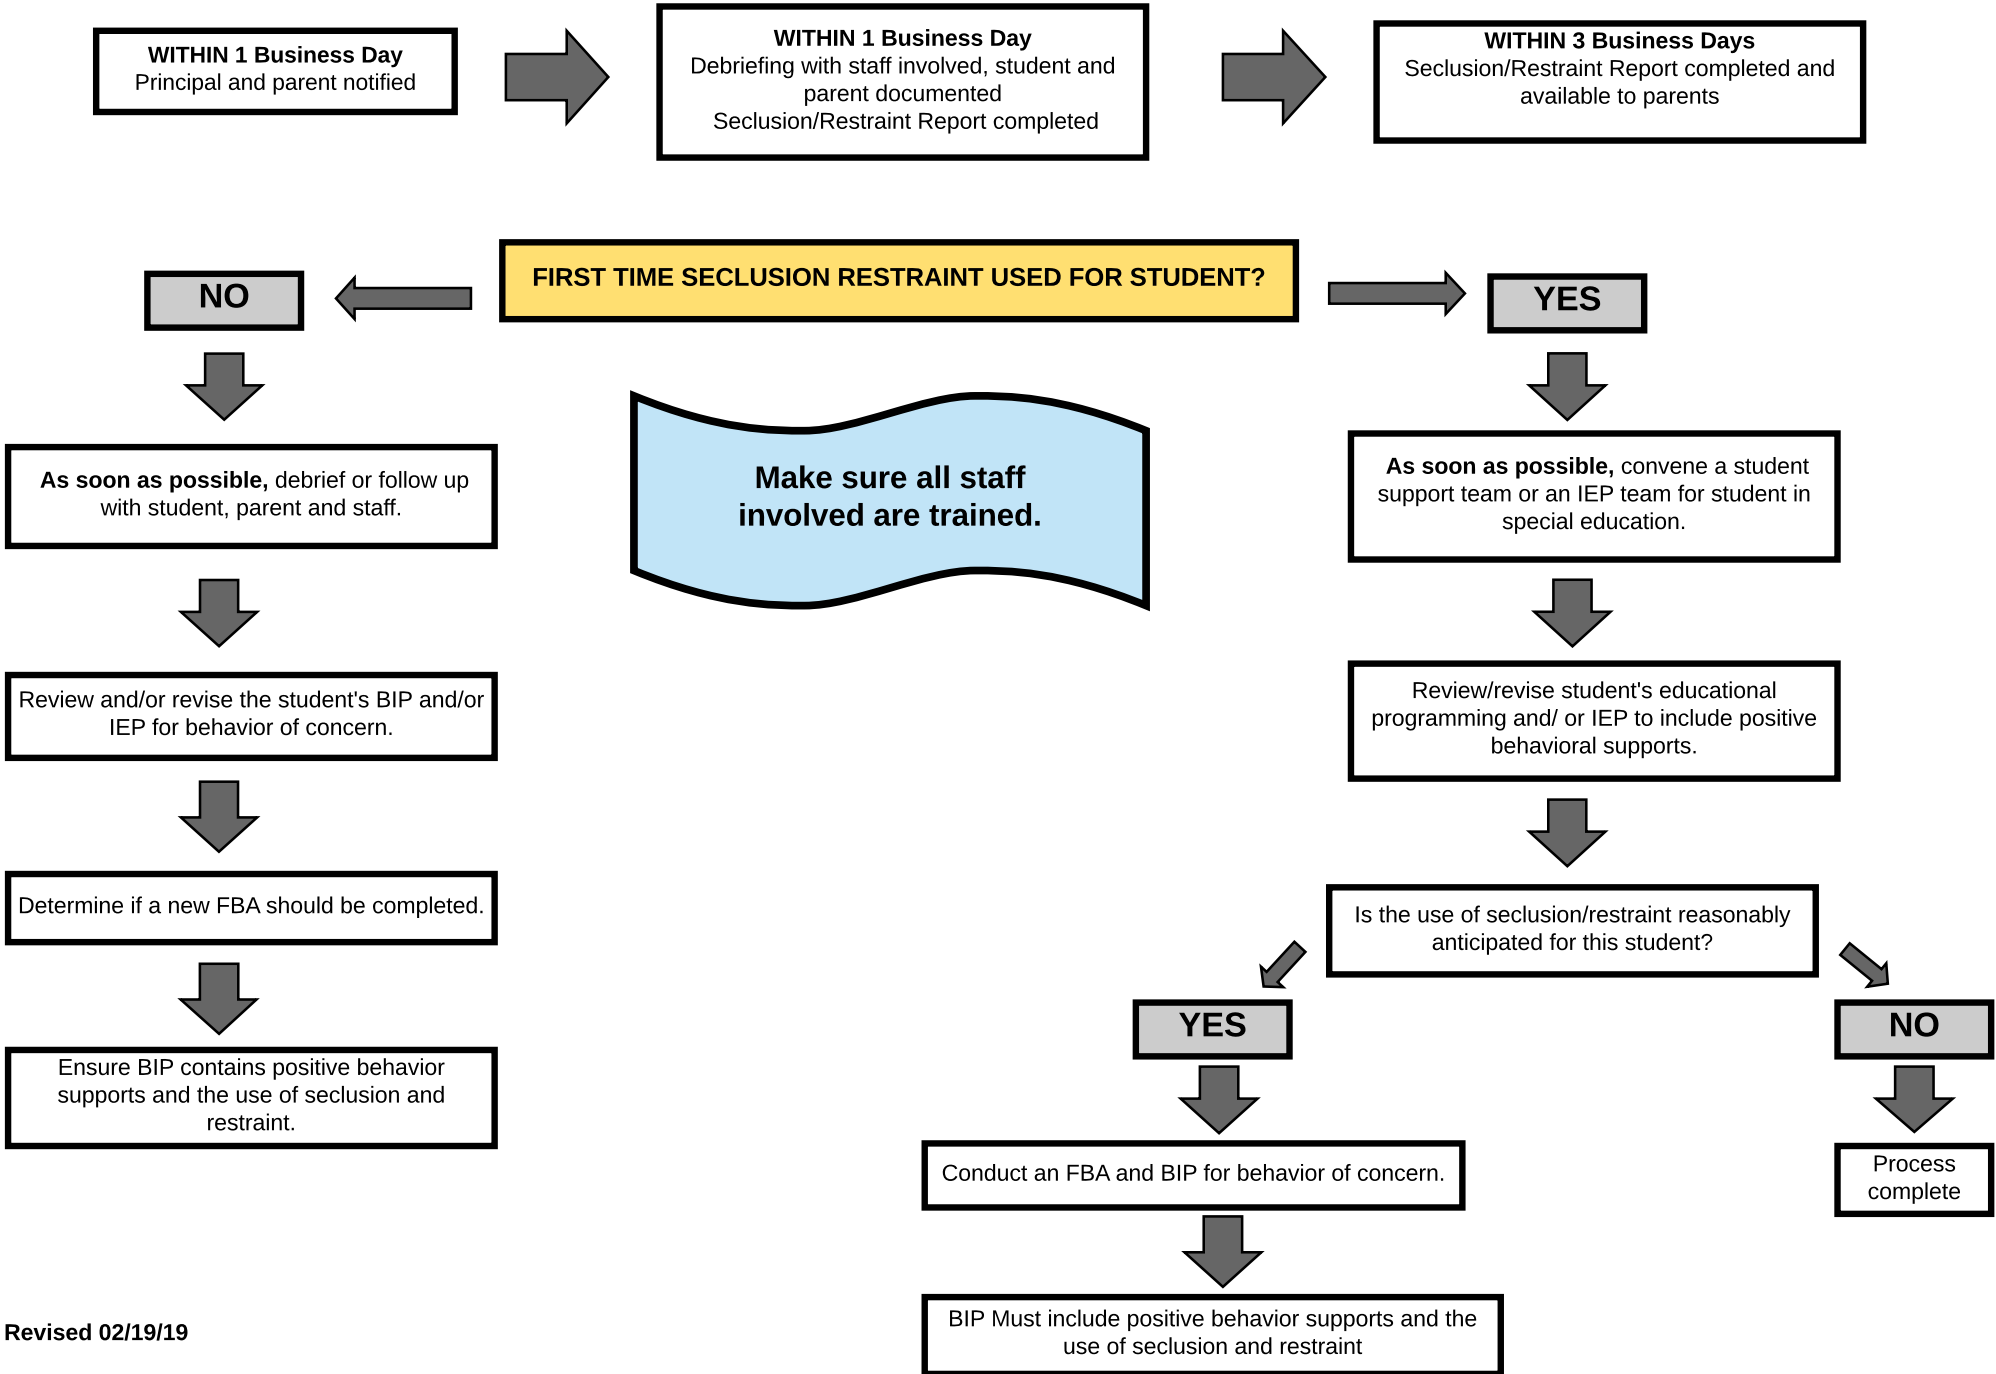 WITHIN 1 Business Day
Principal and parent notified
WITHIN 1 Business Day
Debriefing with staff involved, student and
parent documented
Seclusion/Restraint Report completed
WITHIN 3 Business Days
Seclusion/Restraint Report completed and
available to parents
FIRST TIME SECLUSION RESTRAINT USED FOR STUDENT?
NO
As soon as possible, debrief or follow up
with student, parent and staff.
Review and/or revise the student's BIP and/or
IEP for behavior of concern.
Determine if a new FBA should be completed.
Ensure BIP contains positive behavior
supports and the use of seclusion and
restraint.
Make sure all staff
involved are trained.
YES
As soon as possible, convene a student
support team or an IEP team for student in
special education.
Review/revise student's educational
programming and/ or IEP to include positive
behavioral supports.
Is the use of seclusion/restraint reasonably
anticipated for this student?
YES
Conduct an FBA and BIP for behavior of concern.
BIP Must include positive behavior supports and the
use of seclusion and restraint
NO
Process
complete
Revised 02/19/19